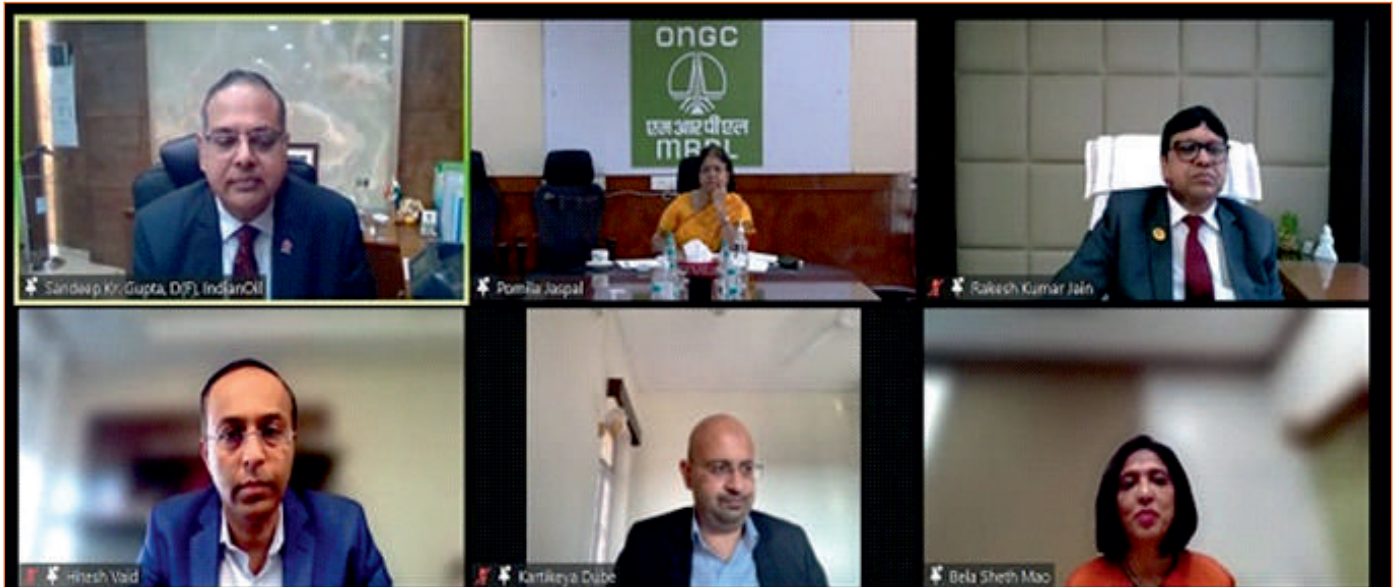 ONGC
एम आर पी एल
MRPL
Sandeep Kr. Gupta, D(F), IndianOil
Pomila Jaspal
Rakesh Kumar Jain
Hitesh Vaid
Kartikeya Dube
Bela Sheth Mao